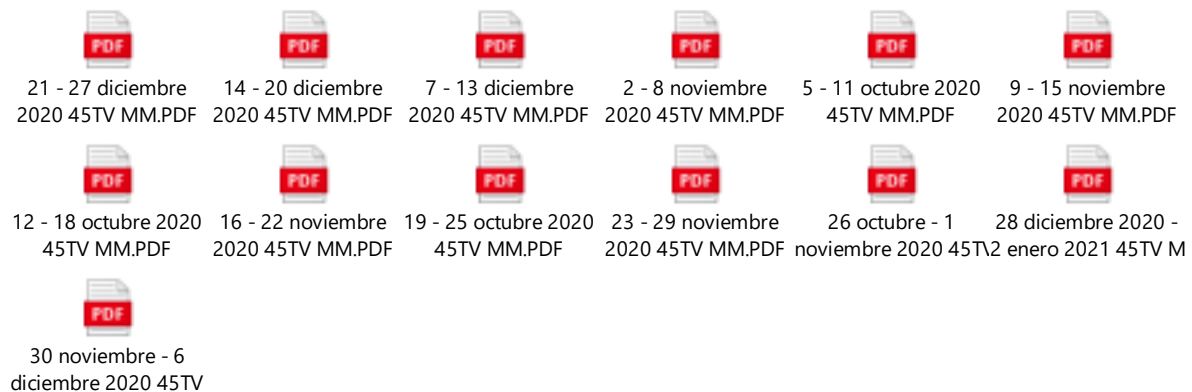 PDF PDF PDF PDF PDF PDF
21 - 27 diciembre 14 - 20 diciembre 7 - 13 diciembre 2 - 8 noviembre 5 - 11 octubre 2020 9 - 15 noviembre
2020 45TV MM.PDF 2020 45TV MM.PDF 2020 45TV MM.PDF 2020 45TV MM.PDF 45TV MM.PDF 2020 45TV MM.PDF
PDF PDF PDF PDF PDF PDF
12 - 18 octubre 2020 16 - 22 noviembre 19 - 25 octubre 2020 23 - 29 noviembre 26 octubre - 1 28 diciembre 2020 -
45TV MM.PDF 2020 45TV MM.PDF 45TV MM.PDF 2020 45TV MM.PDF noviembre 2020 45T 2 enero 2021 45TV M
PDF
30 noviembre - 6
diciembre 2020 45TV